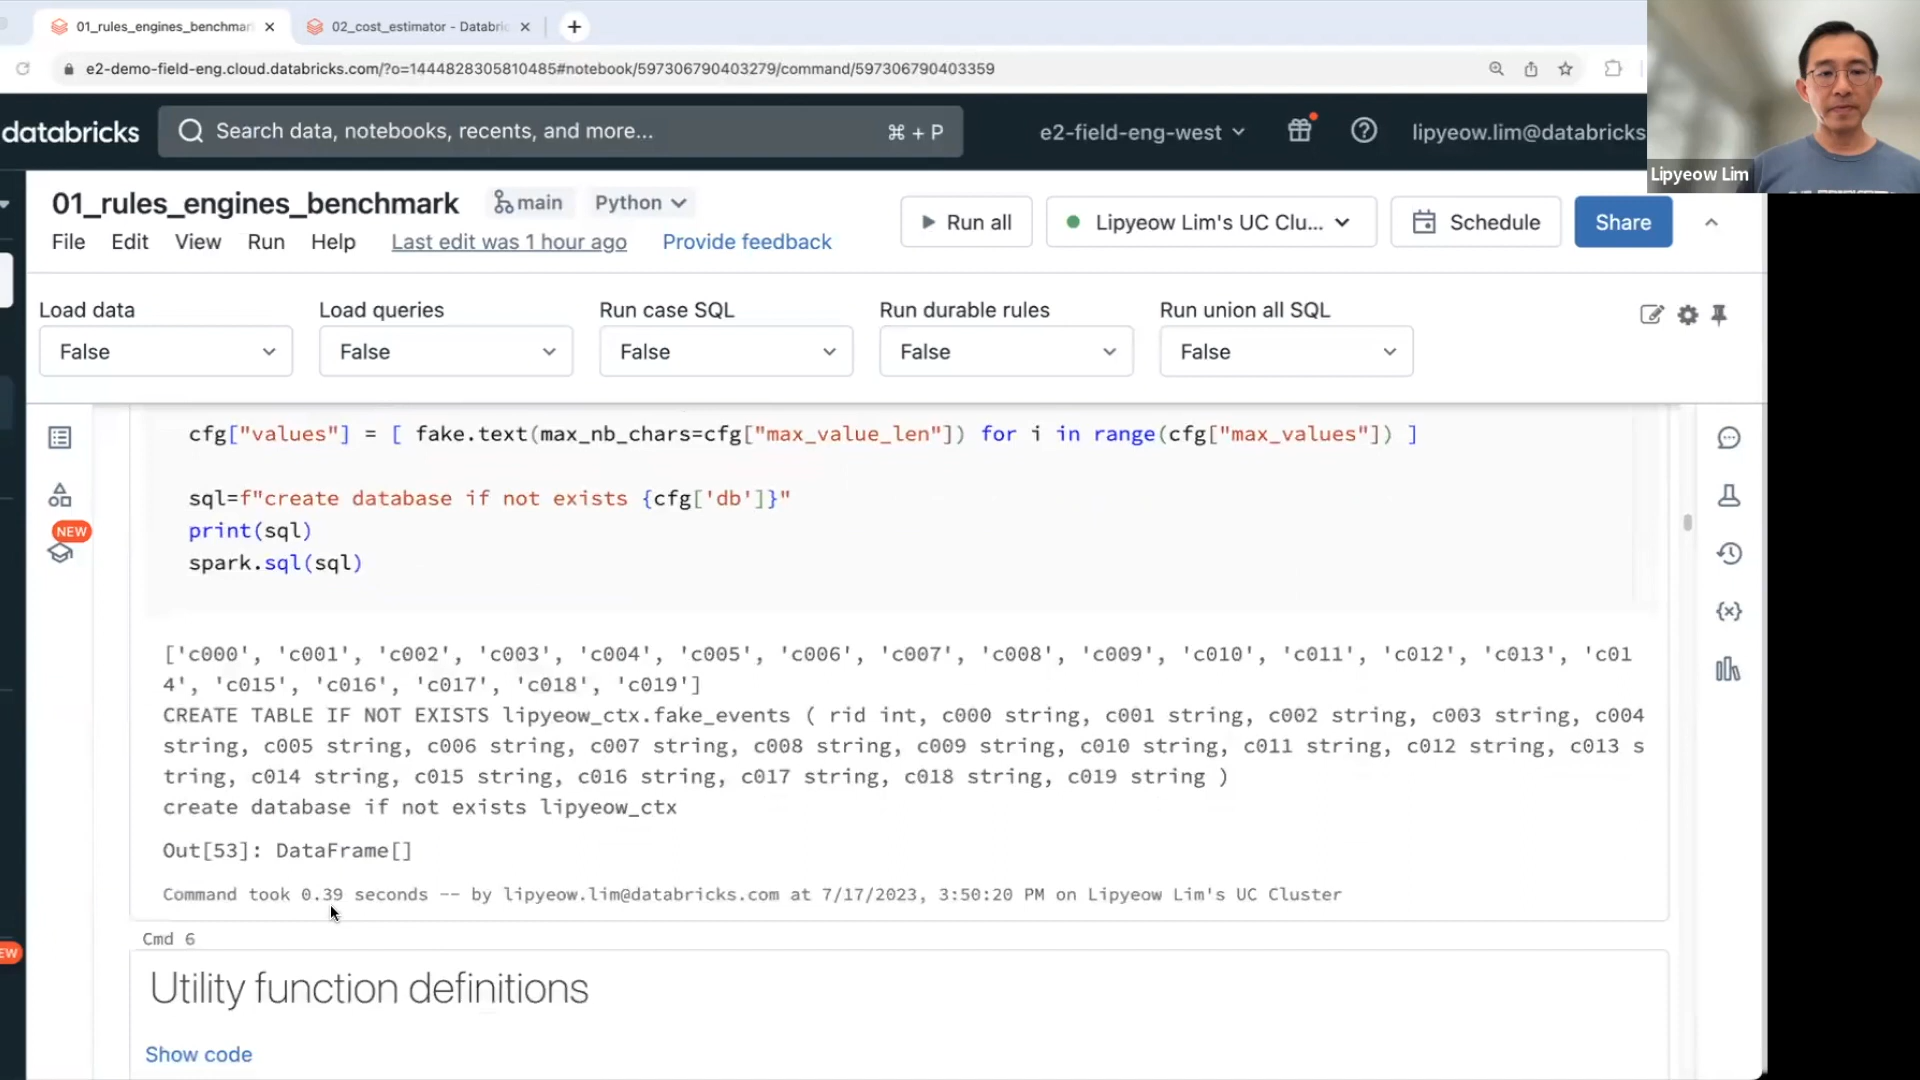 01_rules_engines_benchmar
02_cost_estimator - Databric
e2-demo-field-eng.cloud.databricks.com/?o=1444828305810485#notebook/597306790403279/command/597306790403359
databricks
Search data, notebooks, recents, and more...
⌘ + P
e2-field-eng-west
lipyeow.lim@databricks
Lipyeow Lim
01_rules_engines_benchmark
main
Python
Run all
Lipyeow Lim's UC Clu...
Schedule
Share
File Edit View Run Help Last edit was 1 hour ago Provide feedback
Load data Load queries Run case SQL Run durable rules Run union all SQL
False False False False False
cfg["values"] = [ fake.text(max_nb_chars=cfg["max_value_len"]) for i in range(cfg["max_values"]) ]
sql=f"create database if not exists {cfg['db']}"
print(sql)
spark.sql(sql)
NEW
['c000', 'c001', 'c002', 'c003', 'c004', 'c005', 'c006', 'c007', 'c008', 'c009', 'c010', 'c011', 'c012', 'c013', 'c01
4', 'c015', 'c016', 'c017', 'c018', 'c019']
CREATE TABLE IF NOT EXISTS lipyeow_ctx.fake_events ( rid int, c000 string, c001 string, c002 string, c003 string, c004
string, c005 string, c006 string, c007 string, c008 string, c009 string, c010 string, c011 string, c012 string, c013 s
tring, c014 string, c015 string, c016 string, c017 string, c018 string, c019 string )
create database if not exists lipyeow_ctx
Out[53]: DataFrame[]
Command took 0.39 seconds -- by lipyeow.lim@databricks.com at 7/17/2023, 3:50:20 PM on Lipyeow Lim's UC Cluster
Cmd 6
EW
Utility function definitions
Show code